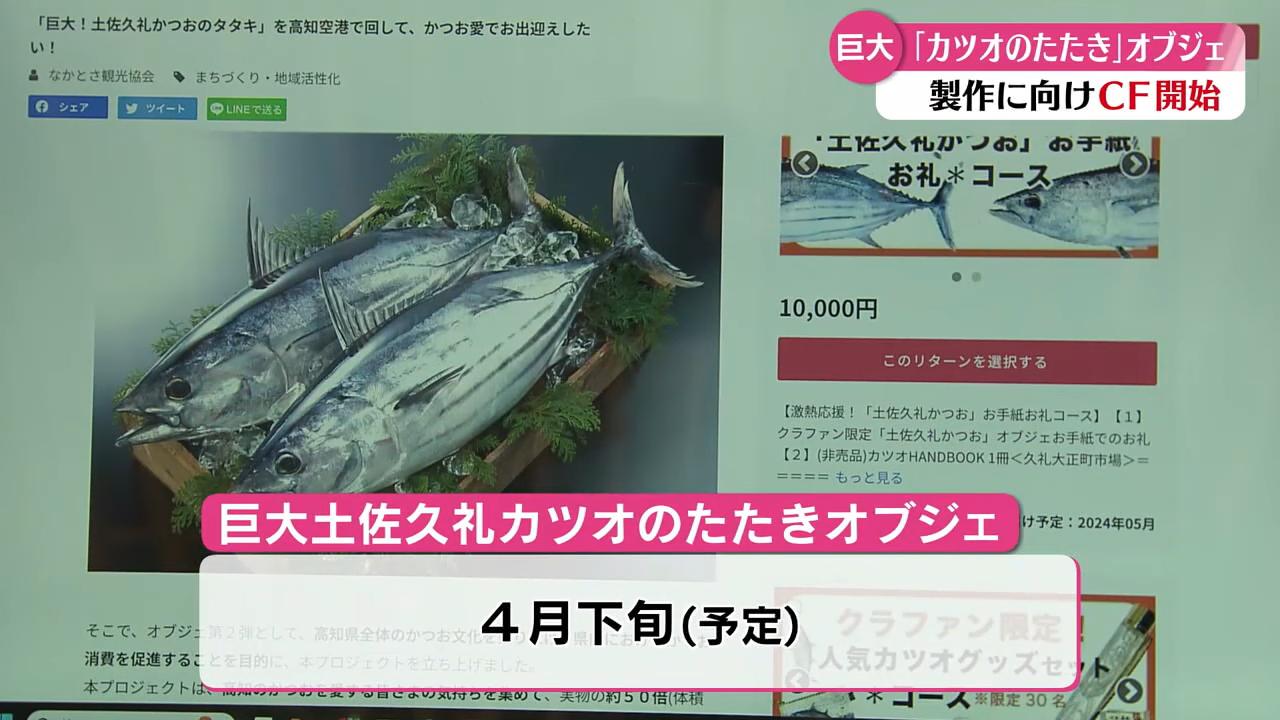 「巨大！土佐久礼かつおのタタキ」を高知空港で回して、かつお愛でお出迎えした
い！
なかとさ観光協会 まちづくり・地域活性化
シェア ツイート LINEで送る
巨大 「カツオのたたき」オブジェ
製作に向けCF開始
「土佐久礼かつお」お手紙
お礼＊コース
10,000円
このリターンを選択する
【激熱応援！「土佐久礼かつお」お手紙お礼コース】【１】
クラファン限定「土佐久礼かつお」オブジェお手紙でのお礼
【２】(非売品)カツオHANDBOOK 1冊＜久礼大正町市場＞＝
＝＝＝＝＝ もっと見る
け予定：2024年05月
巨大土佐久礼カツオのたたきオブジェ
４月下旬(予定)
クラファン限定！
人気カツオグッズセット
＊コース※限定30名
そこで、オブジェ第２弾として、高知県全体のかつお文化を
消費を促進することを目的に、本プロジェクトを立ち上げました。
本プロジェクトは、高知のかつおを愛する皆さまの気持ちを集めて、実物の約５０倍(体積